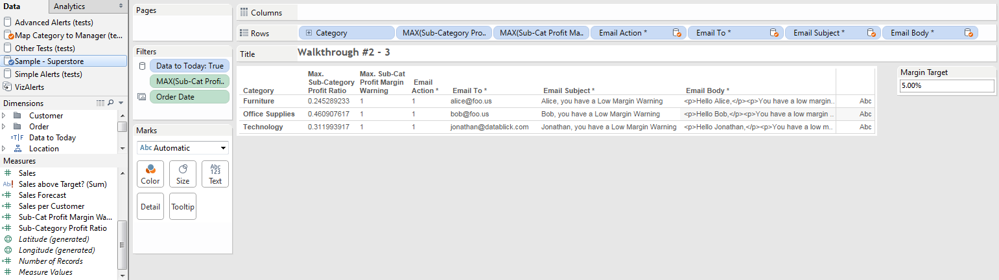 Data
Analytics
Advanced Alerts (tests)
Map Category to Manager (te...
Other Tests (tests)
Sample - Superstore
Simple Alerts (tests)
VizAlerts
Dimensions
Customer
Order
=T|F Data to Today
Location
Measures
# Sales
Abc! Sales above Target? (Sum)
=# Sales Forecast
=# Sales per Customer
=# Sub-Cat Profit Margin Wa...
=# Sub-Category Profit Ratio
Latitude (generated)
Longitude (generated)
=# Number of Records
# Measure Values
Pages
Filters
Data to Today: True
MAX(Sub-Cat Profi..
Order Date
Marks
Abc Automatic
Color
Size
Abc
123
Text
Detail
Tooltip
Columns
Rows
Category
MAX(Sub-Category Pro..
MAX(Sub-Cat Profit Ma..
Email Action *
Email To *
Email Subject *
Email Body *
Title
Walkthrough #2 - 3
Category
Max.
Sub-Category
Profit Ratio
Max. Sub-Cat
Profit Margin
Warning
Email
Action *
Email To *
Email Subject *
Email Body *
Furniture 0.245289233 1 1 alice@foo.us Alice, you have a Low Margin Warning <p>Hello Alice,</p><p>You have a low margin.. Abc
Office Supplies 0.460907617 1 1 bob@foo.us Bob, you have a Low Margin Warning <p>Hello Bob,</p><p>You have a low margin .. Abc
Technology 0.311993917 1 1 jonathan@datablick.com Jonathan, you have a Low Margin Warning <p>Hello Jonathan,</p><p>You have a low m.. Abc
Margin Target
5.00%